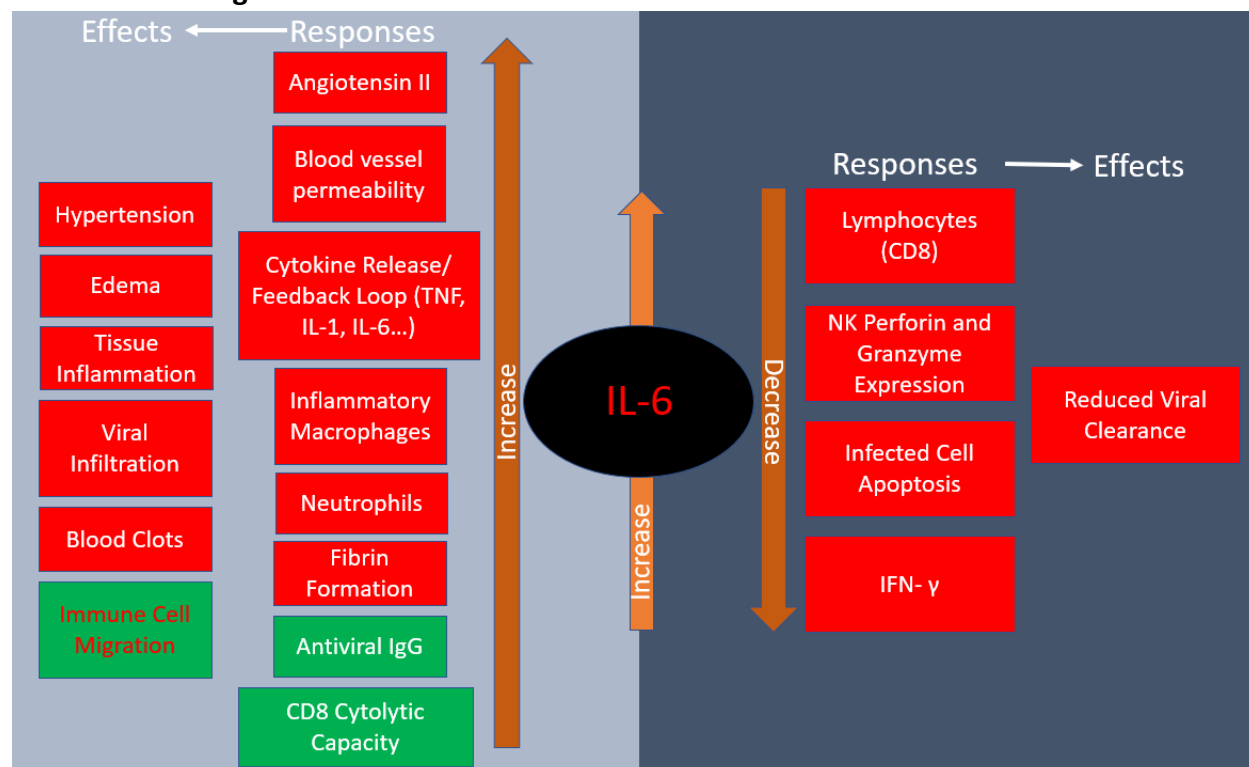 Effects
Responses
Angiotensin II
Blood vessel
permeability
Cytokine Release/
Feedback Loop (TNF,
IL-1, IL-6…)
Inflammatory
Macrophages
Neutrophils
Fibrin
Formation
Antiviral IgG
CD8 Cytolytic
Capacity
Hypertension
Edema
Tissue
Inflammation
Viral
Infiltration
Blood Clots
Immune Cell
Migration
Increase
IL-6
Increase
Decrease
Responses
Effects
Lymphocytes
(CD8)
NK Perforin and
Granzyme
Expression
Infected Cell
Apoptosis
IFN- γ
Reduced Viral
Clearance